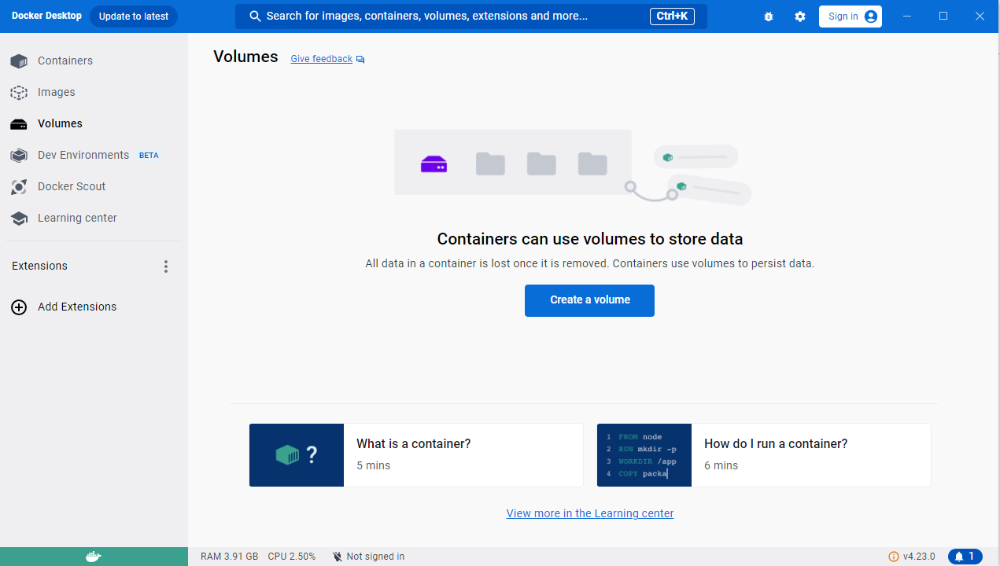 Docker Desktop
Update to latest
Search for images, containers, volumes, extensions and more...
Ctrl+K
Sign in
Containers
Images
Volumes
Dev Environments BETA
Docker Scout
Learning center
Extensions
Add Extensions
Volumes
Give feedback
Containers can use volumes to store data
All data in a container is lost once it is removed. Containers use volumes to persist data.
Create a volume
?
What is a container?
5 mins
1 FROM node
2 RUN mkdir -p
3 WORKDIR /app
4 COPY packa
How do I run a container?
6 mins
View more in the Learning center
RAM 3.91 GB
CPU 2.50%
Not signed in
v4.23.0
1